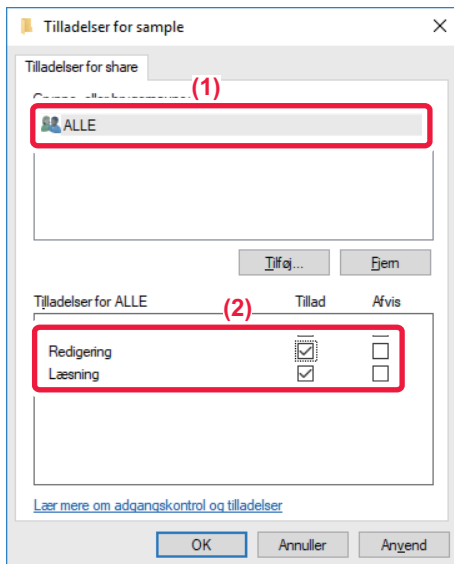 Tilladelser for sample
Tilladelser for share
(1)
ALLE
Tilføj...
Fjern
Tilladelser for ALLE (2) Tillad Afvis
Redigering
Læsning
Lær mere om adgangskontrol og tilladelser
OK Annuller Anvend